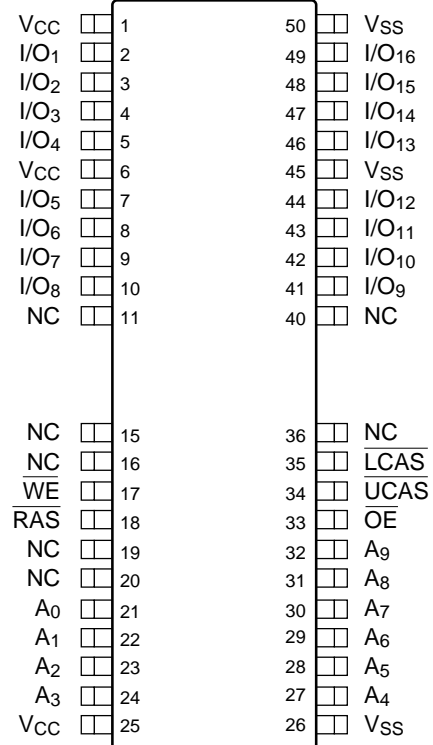 VCC 1 50 VSS
I/O1 2 49 I/O16
I/O2 3 48 I/O15
I/O3 4 47 I/O14
I/O4 5 46 I/O13
VCC 6 45 VSS
I/O5 7 44 I/O12
I/O6 8 43 I/O11
I/O7 9 42 I/O10
I/O8 10 41 I/O9
NC 11 40 NC
NC 15 36 NC
NC 16 35 LCAS
WE 17 34 UCAS
RAS 18 33 OE
NC 19 32 A9
NC 20 31 A8
A0 21 30 A7
A1 22 29 A6
A2 23 28 A5
A3 24 27 A4
VCC 25 26 VSS